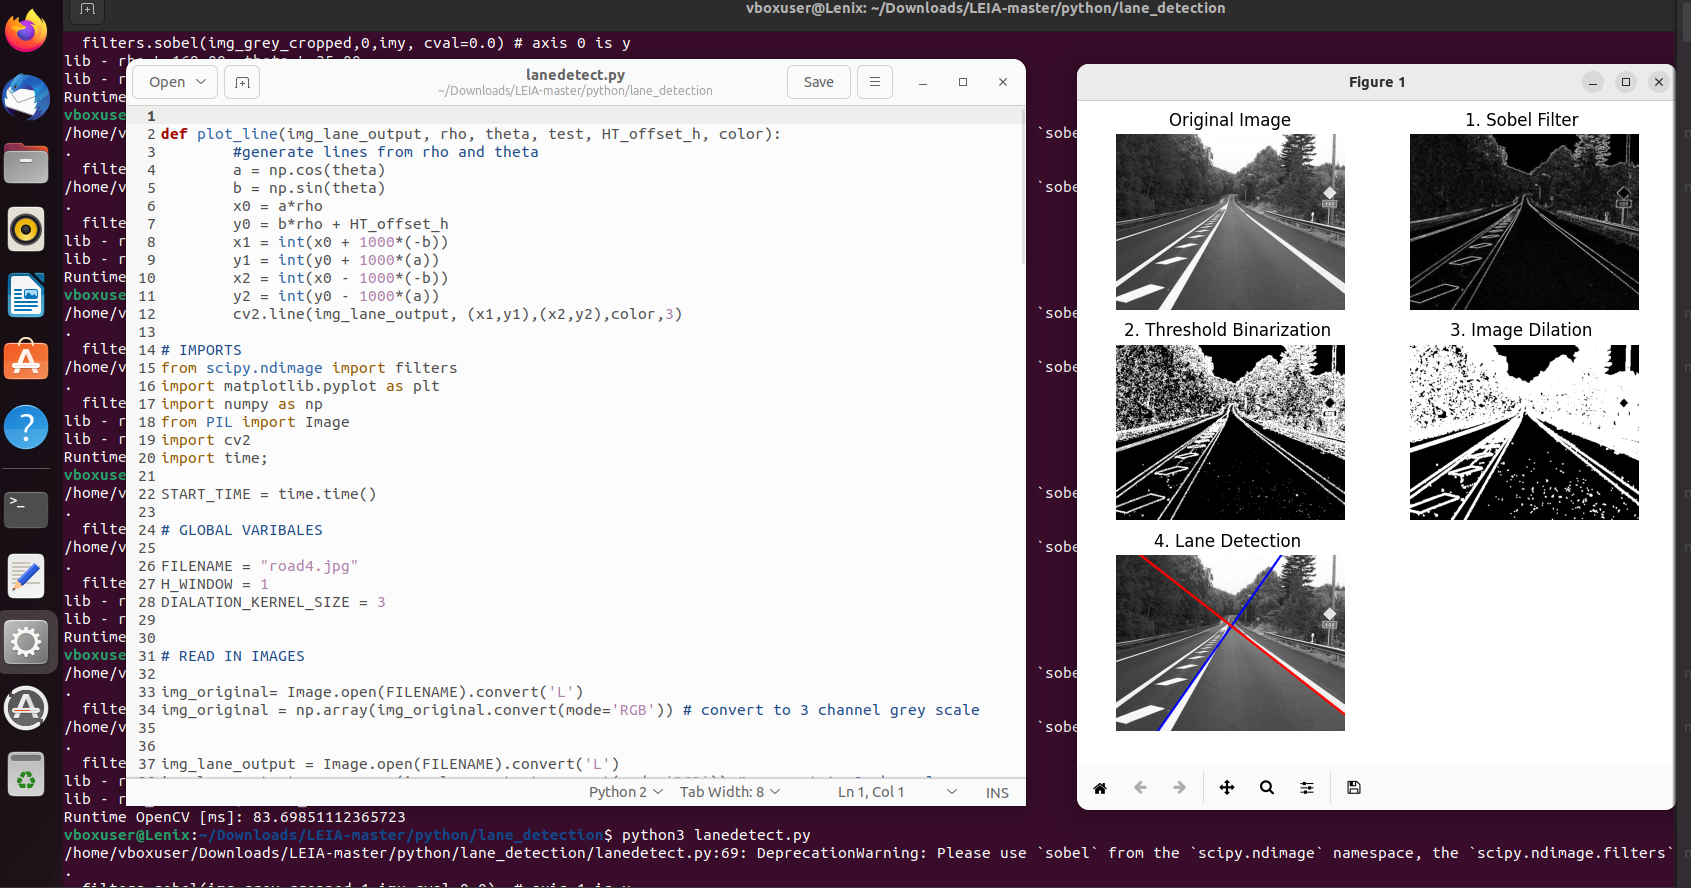 vboxuser@Lenix: ~/Downloads/LEIA-master/python/lane_detection
filters.sobel(img_grey_cropped,0,imy, cval=0.0) # axis 0 is y
lib - r
lib - r
Runtime
vboxuse
/home/v
.
filte
/home/vb
.
filte
lib - r
lib - r
Runtime
vboxuse
/home/v
.
filte
/home/v
.
filte
lib - r
lib - r
Runtime
vboxuse
/home/v
.
filte
/home/v
.
filte
lib - r
lib - r
Runtime
vboxuse
/home/v
.
filte
/home/v
.
filte
lib - r
lib - r
`sobe
`sobe
`sobe
`sobe
`sobe
`sobe
`sobe
`sobe
Open
lanedetect.py
~/Downloads/LEIA-master/python/lane_detection
Save
1
2 def plot_line(img_lane_output, rho, theta, test, HT_offset_h, color):
3 #generate lines from rho and theta
4 a = np.cos(theta)
5 b = np.sin(theta)
6 x0 = a*rho
7 y0 = b*rho + HT_offset_h
8 x1 = int(x0 + 1000*(-b))
9 y1 = int(y0 + 1000*(a))
10 x2 = int(x0 - 1000*(-b))
11 y2 = int(y0 - 1000*(a))
12 cv2.line(img_lane_output, (x1,y1),(x2,y2),color,3)
13
14 # IMPORTS
15 from scipy.ndimage import filters
16 import matplotlib.pyplot as plt
17 import numpy as np
18 from PIL import Image
19 import cv2
20 import time;
21
22 START_TIME = time.time()
23
24 # GLOBAL VARIBALES
25
26 FILENAME = "road4.jpg"
27 H_WINDOW = 1
28 DIALATION_KERNEL_SIZE = 3
29
30
31 # READ IN IMAGES
32
33 img_original= Image.open(FILENAME).convert('L')
34 img_original = np.array(img_original.convert(mode='RGB')) # convert to 3 channel grey scale
35
36
37 img_lane_output = Image.open(FILENAME).convert('L')
Python 2
Tab Width: 8
Ln 1, Col 1
INS
Figure 1
Original Image
1. Sobel Filter
2. Threshold Binarization
3. Image Dilation
4. Lane Detection
Runtime OpenCV [ms]: 83.69851112365723
vboxuser@Lenix:~/Downloads/LEIA-master/python/lane_detection$ python3 lanedetect.py
/home/vboxuser/Downloads/LEIA-master/python/lane_detection/lanedetect.py:69: DeprecationWarning: Please use `sobel` from the `scipy.ndimage` namespace, the `scipy.ndimage.filters`
.